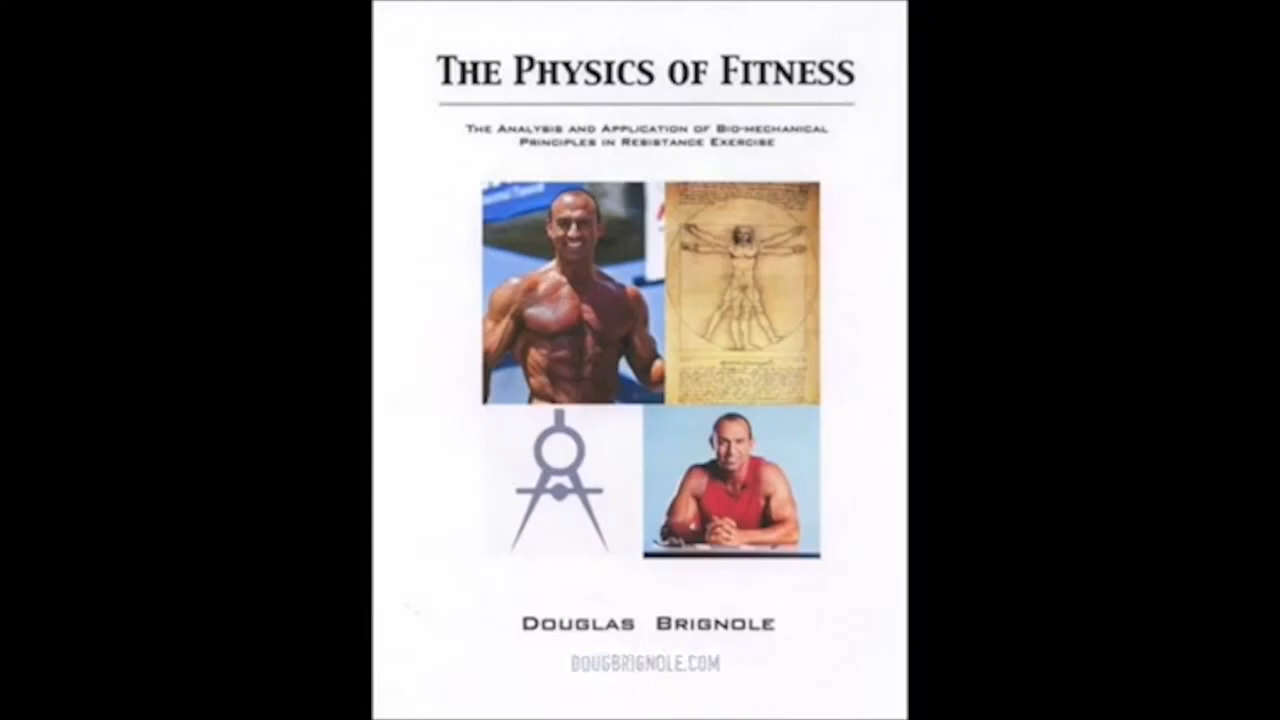 THE PHYSICS OF FITNESS
THE ANALYSIS AND APPLICATION OF BIO-MECHANICAL
PRINCIPLES IN RESISTANCE EXERCISE
DOUGLAS BRIGNOLE
DOUGBRIGNOLE.COM